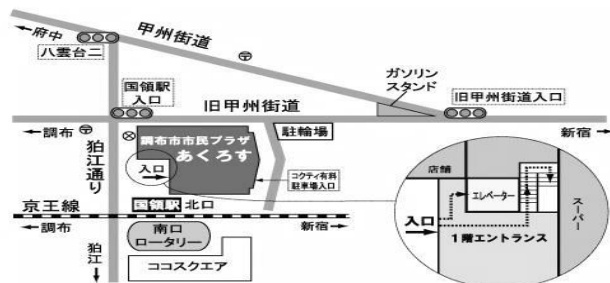 府中
甲州街道
八雲台二
国領駅
入口
ガソリン
スタンド
旧甲州街道
旧甲州街道入口
調布
新宿
狛江通り
調布市市民プラザ
あくろす
駐輪場
入口
コクティ有料
駐車場入口
京王線
国領駅 北口
調布
新宿
南口
ロータリー
狛江
ココスクエア
店舗
エレベーター
スーパー
入口
1階エントランス